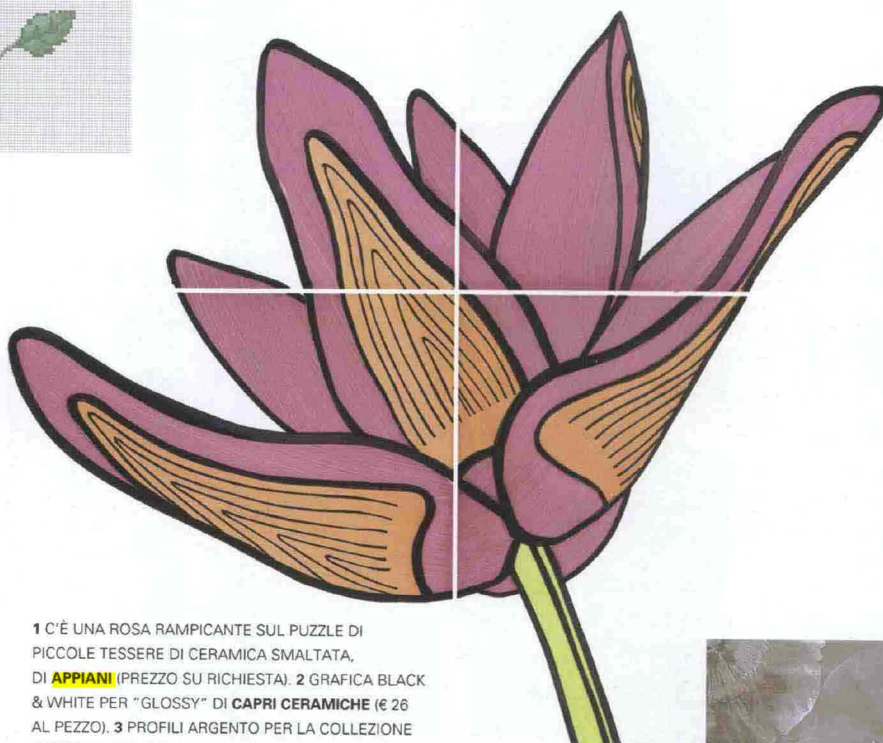 1 C'È UNA ROSA RAMPICANTE SUL PUZZLE DI
PICCOLE TESSERE DI CERAMICA SMALTATA,
DI APPIANI (PREZZO SU RICHIESTA). 2 GRAFICA BLACK
& WHITE PER "GLOSSY" DI CAPRI CERAMICHE (€ 26
AL PEZZO). 3 PROFILI ARGENTO PER LA COLLEZIONE